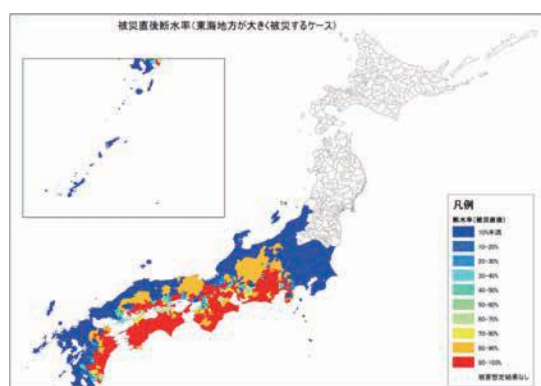 被災直後断水率(東海地方が大きく被災するケース)
凡例
断水率(被災直後)
10%未満
10-20%
20-30%
30-40%
40-50%
50-60%
60-70%
70-80%
80-90%
90-100%
被害想定結果なし